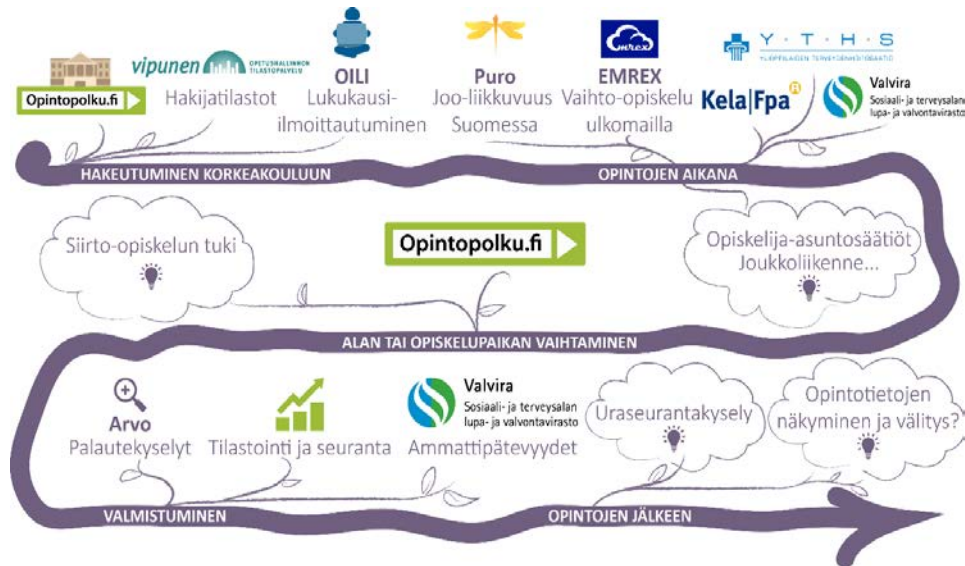 Opintopolku.fi
vipunen
OPETUSHALLINNON
TILASTOPALVELU
Hakijatilastot
OILI
Lukukausi-
ilmoittautuminen
Puro
Joo-liikkuvuus
Suomessa
emrex
EMREX
Vaihto-opiskelu
ulkomailla
Y·T·H·S
YLIOPPILAIDEN TERVEYDENHOITOSÄÄTIÖ
Kela|Fpa®
Valvira
Sosiaali- ja terveysalan
lupa- ja valvontavirasto
HAKEUTUMINEN KORKEAKOULUUN
OPINTOJEN AIKANA
Siirto-opiskelun tuki
Opintopolku.fi
Opiskelija-asuntosäätiöt
Joukkoliikenne...
ALAN TAI OPISKELUPAIKAN VAIHTAMINEN
Arvo
Palautekyselyt
Tilastointi ja seuranta
Valvira
Sosiaali- ja terveysalan
lupa- ja valvontavirasto
Ammattipätevyydet
Uraseurantakysely
Opintotietojen
näkyminen ja välitys?
VALMISTUMINEN
OPINTOJEN JÄLKEEN